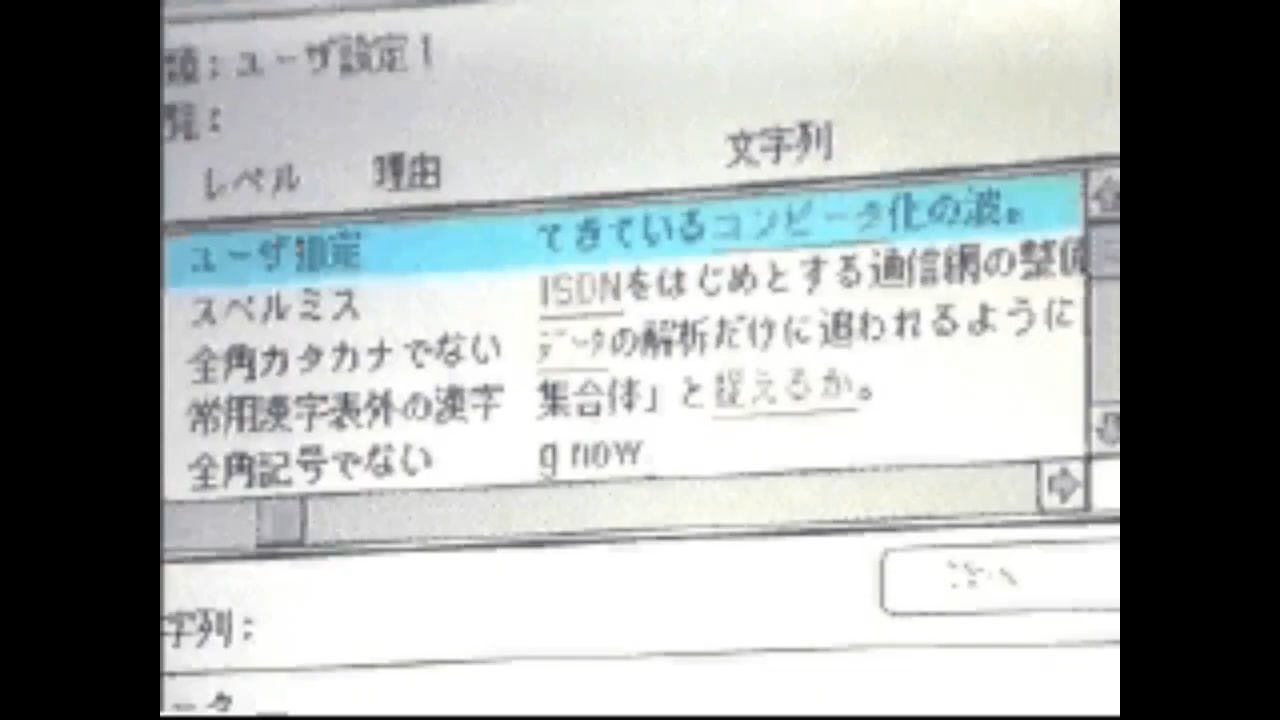 : ユーザ設定1
覧:
レベル 理由 文字列
ユーザ指定 てきているコンピータ化の波。
スペルミス ISDNをはじめとする通信網の整備
全角カタカナでない ﾃﾞｰﾀの解析だけに追われるように
常用漢字表外の漢字 集合体」と捉えるか。
全角記号でない g now
字列:
ータ